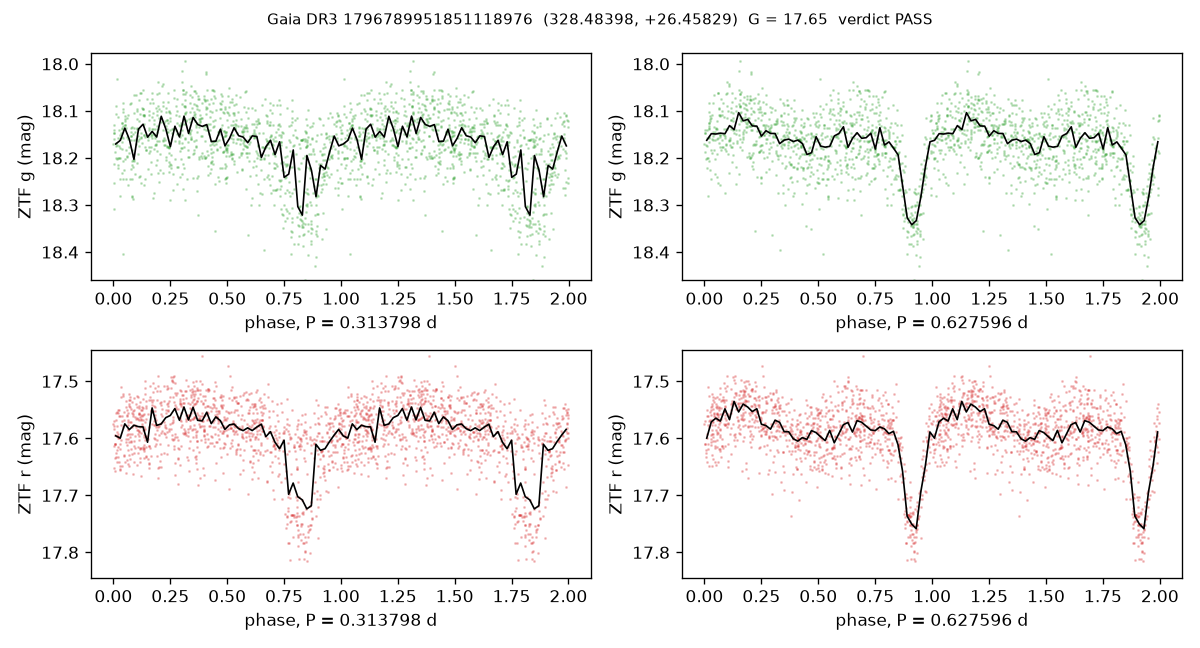 Gaia DR3 1796789951851118976 (328.48398, +26.45829) G = 17.65 verdict PASS
ZTF g (mag)
18.0
18.1
18.2
18.3
18.4
0.00 0.25 0.50 0.75 1.00 1.25 1.50 1.75 2.00
phase, P = 0.313798 d
ZTF g (mag)
18.0
18.1
18.2
18.3
18.4
0.00 0.25 0.50 0.75 1.00 1.25 1.50 1.75 2.00
phase, P = 0.627596 d
ZTF r (mag)
17.5
17.6
17.7
17.8
0.00 0.25 0.50 0.75 1.00 1.25 1.50 1.75 2.00
phase, P = 0.313798 d
ZTF r (mag)
17.5
17.6
17.7
17.8
0.00 0.25 0.50 0.75 1.00 1.25 1.50 1.75 2.00
phase, P = 0.627596 d